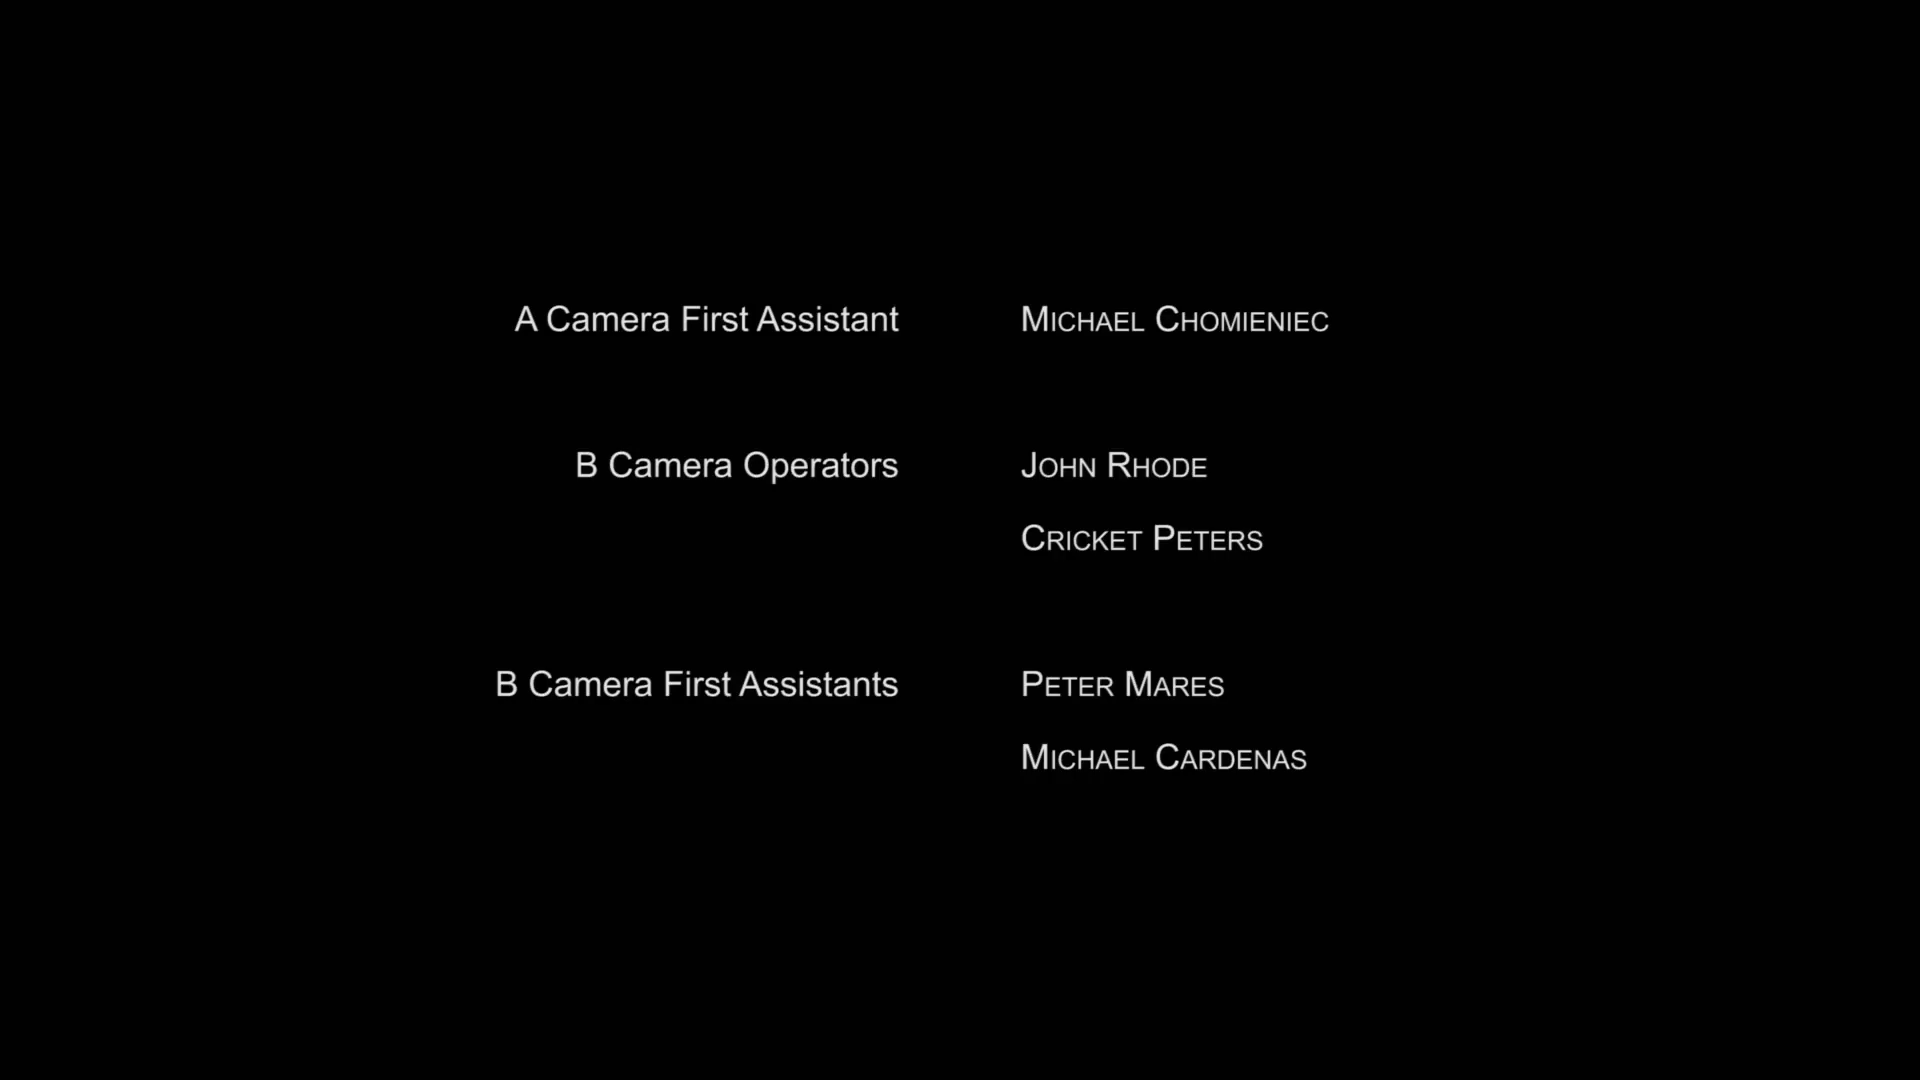 A Camera First Assistant MICHAEL CHOMIENIEC
B Camera Operators JOHN RHODE
CRICKET PETERS
B Camera First Assistants PETER MARES
MICHAEL CARDENAS